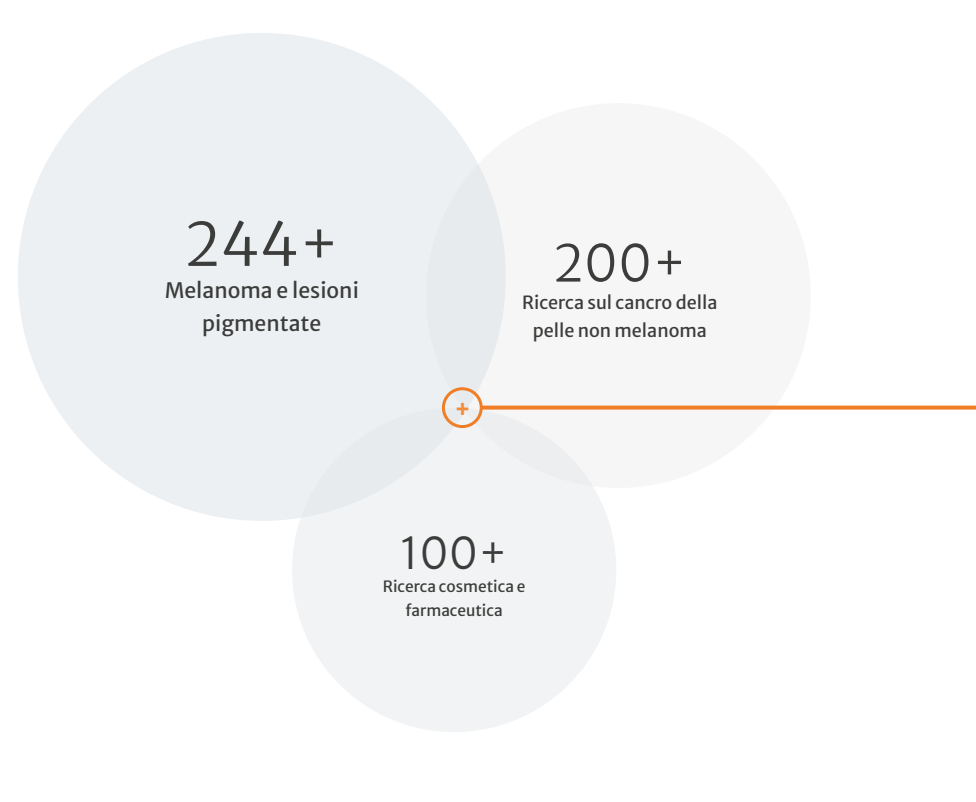 244+
Melanoma e lesioni
pigmentate
200+
Ricerca sul cancro della
pelle non melanoma
+
100+
Ricerca cosmetica e
farmaceutica